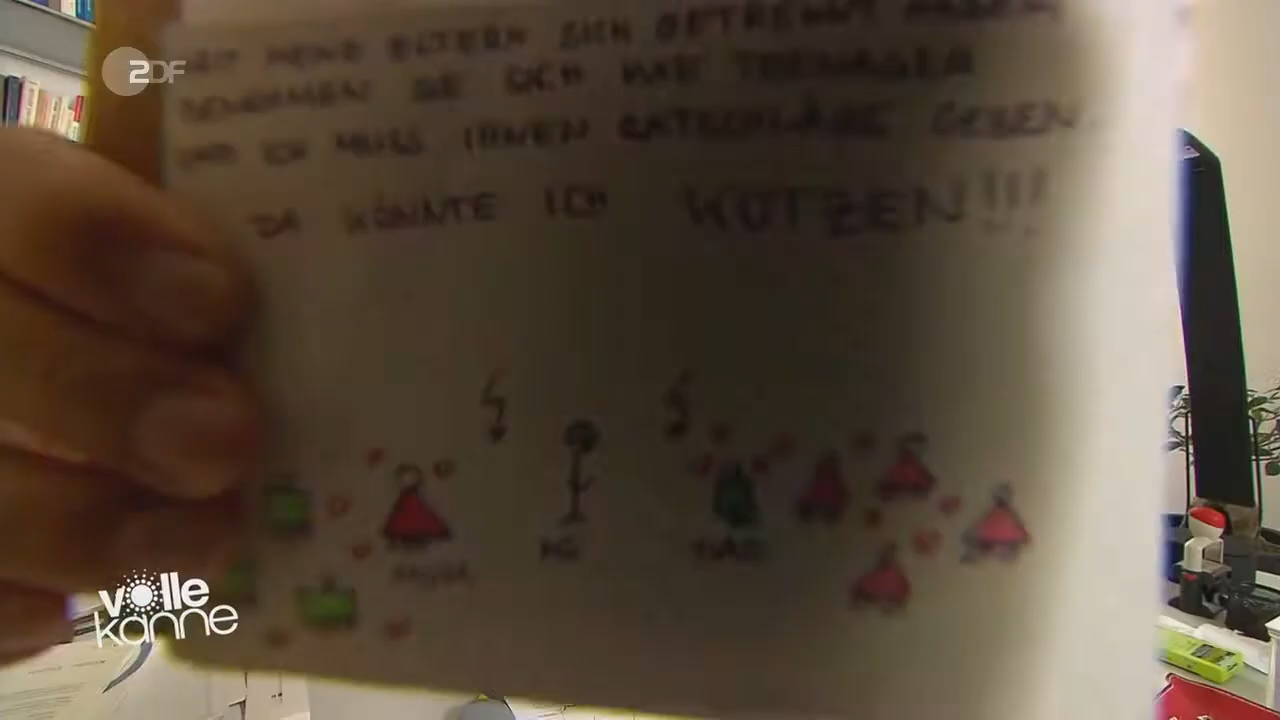 ZDF
SEIT MEINE ELTERN SICH GETRENNT HABEN
BENEHMEN SIE SICH WIE TEENAGER
UND ICH MUSS IHNEN RATSCHLÄGE GEBEN.
DA KÖNNTE ICH KOTZEN!!!
volle
kanne